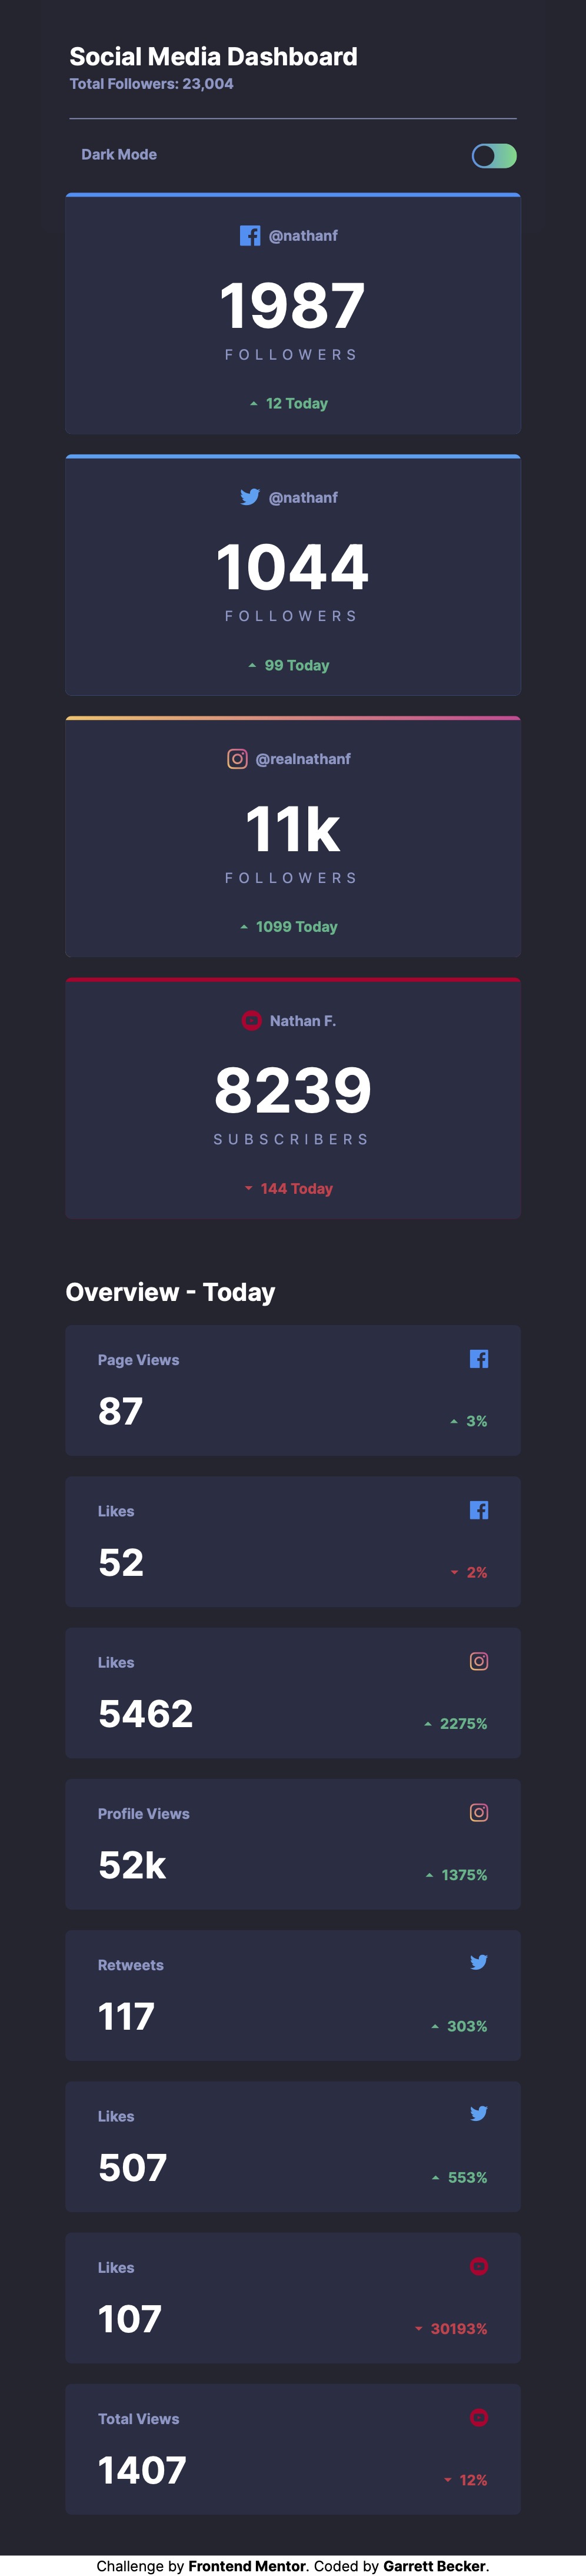 Social Media Dashboard
Total Followers: 23,004
Dark Mode
@nathanf
1987
FOLLOWERS
12 Today
@nathanf
1044
FOLLOWERS
99 Today
@realnathanf
11k
FOLLOWERS
1099 Today
Nathan F.
8239
SUBSCRIBERS
144 Today
Overview - Today
Page Views
87
3%
Likes
52
2%
Likes
5462
2275%
Profile Views
52k
1375%
Retweets
117
303%
Likes
507
553%
Likes
107
30193%
Total Views
1407
12%
Challenge by Frontend Mentor. Coded by Garrett Becker.